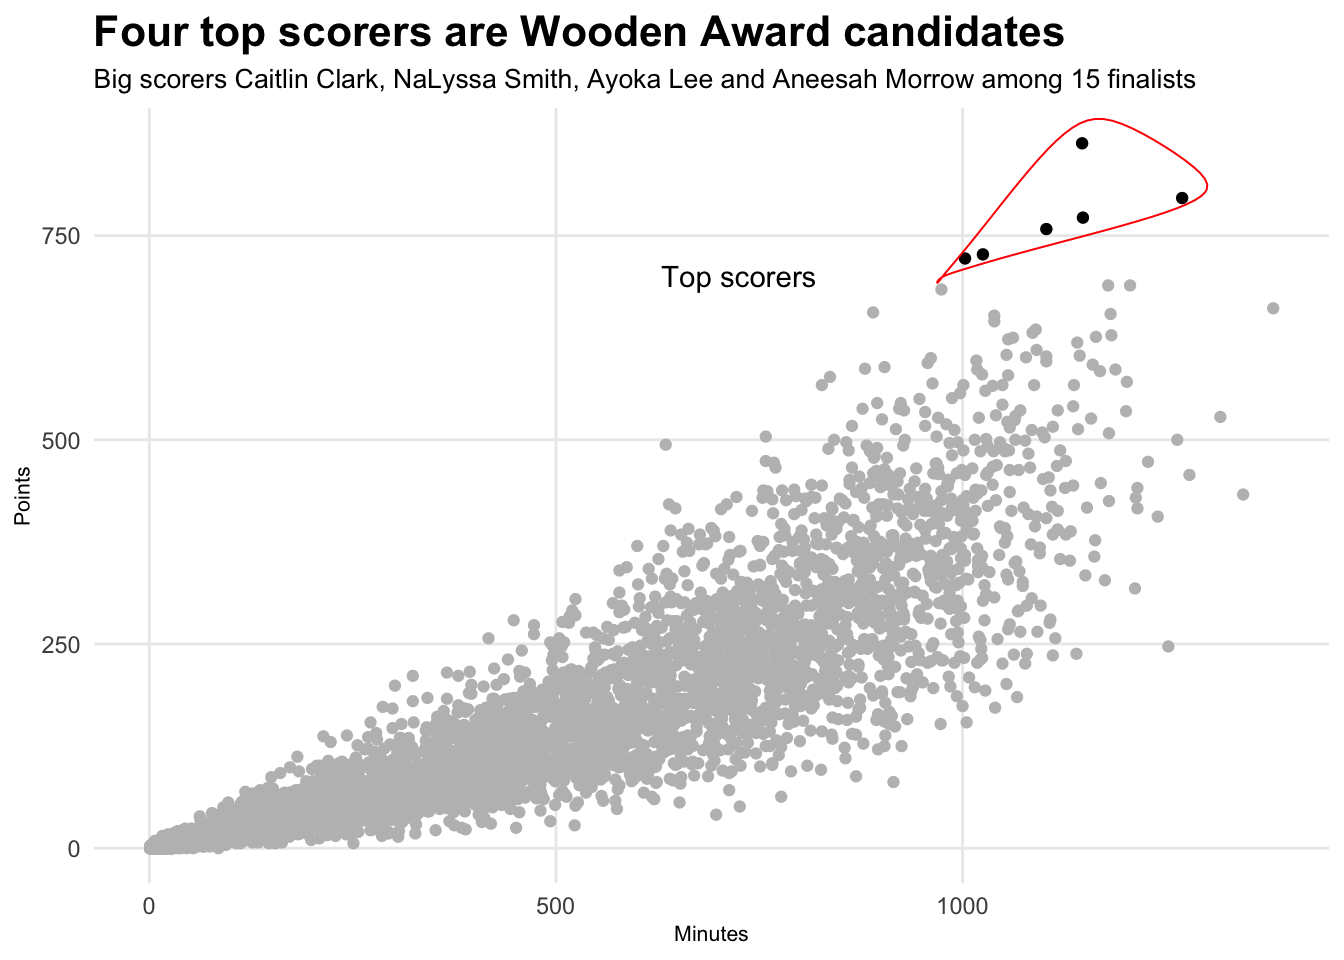 Four top scorers are Wooden Award candidates
Big scorers Caitlin Clark, NaLyssa Smith, Ayoka Lee and Aneesah Morrow among 15 finalists
750
Top scorers
500
Points
250
0
0 500 1000
Minutes